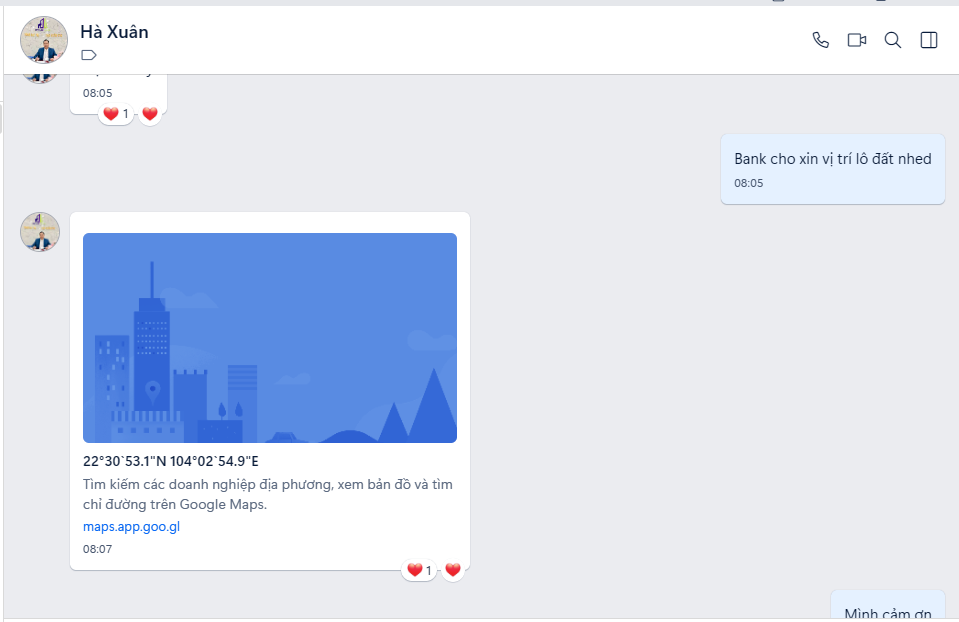 Hà Xuân
08:05
1
Bank cho xin vị trí lô đất nhed
08:05
22°30`53.1"N 104°02`54.9"E
Tìm kiếm các doanh nghiệp địa phương, xem bản đồ và tìm
chỉ đường trên Google Maps.
maps.app.goo.gl
08:07
1
Mình cảm ơn